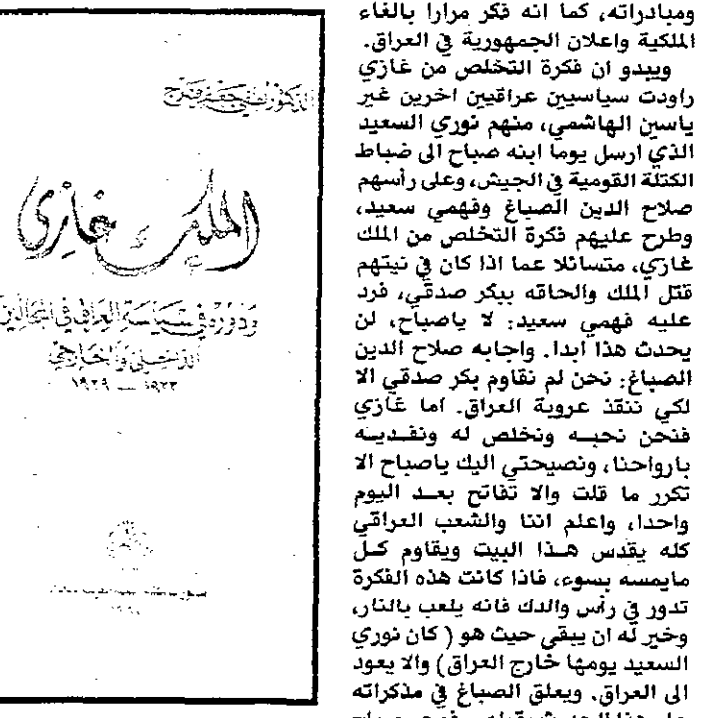 ومبادراته، كما انه فكر مرارا بالغاء
الملكية واعلان الجمهورية في العراق.
ويبدو ان فكرة التخلص من غازي
راودت سياسيين عراقيين اخرين غير
ياسين الهاشمي، منهم نوري السعيد
الذي ارسل يوما ابنه صباح الى ضباط
الكتلة القومية في الجيش، وعلى رأسهم
صلاح الدين الصباغ وفهمي سعيد،
وطرح عليهم فكرة التخلص من الملك
غازي، متسائلا عما اذا كان في نيتهم
قتل الملك والحاقه ببكر صدقي، فرد
عليه فهمي سعيد: لا ياصباح، لن
يحدث هذا ابدا. واجابه صلاح الدين
الصباغ: نحن لم نقاوم بكر صدقي الا
لكي ننقذ عروبة العراق. اما غازي
فنحن نحبه ونخلص له ونفديه
بارواحنا، ونصيحتي اليك ياصباح الا
تكرر ما قلت والا تفاتح بعد اليوم
واحدا، واعلم اننا والشعب العراقي
كله يقدس هذا البيت ويقاوم كل
مايمسه بسوء، فاذا كانت هذه الفكرة
تدور في رأس والدك فانه يلعب بالنار،
وخير له ان يبقى حيث هو (كان نوري
السعيد يومها خارج العراق) والا يعود
الى العراق. ويعلق الصباغ في مذكراته
الدكتور لطفي جعفر فرج
الملك غازي
ودوره في سياسة العراق في المجالين
الداخلي والخارجي
١٩٣٣ — ١٩٣٩